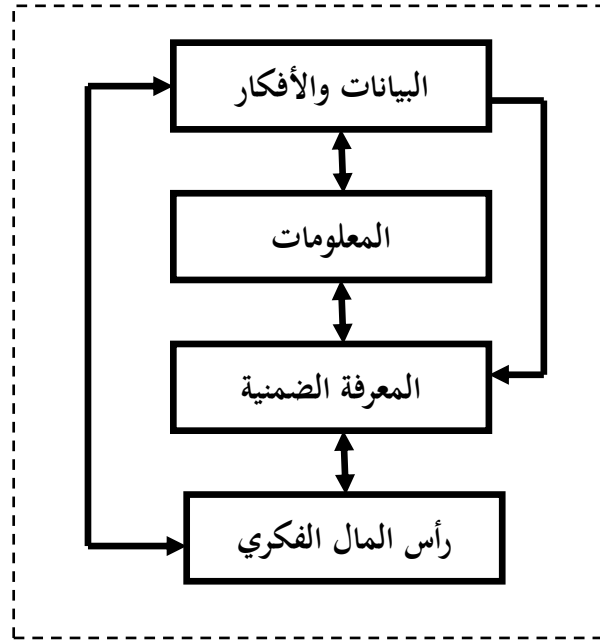 البيانات والأفكار
المعلومات
المعرفة الضمنية
رأس المال الفكري